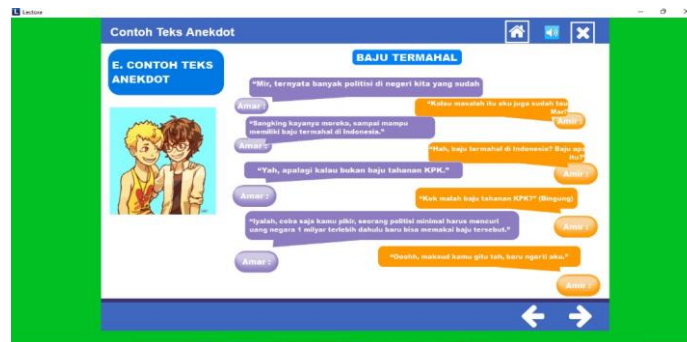 Lectora
Contoh Teks Anekdot
E. CONTOH TEKS
ANEKDOT
BAJU TERMAHAL
"Mir, ternyata banyak politisi di negeri kita yang sudah
Amar :
"Kalau masalah itu aku juga sudah tau
Mar"
Amir :
"Sangking kayanya mereka, sampai mampu
memiliki baju termahal di Indonesia."
Amar :
"Hah, baju termahal di Indonesia? Baju apa
itu?"
Amir :
"Yah, apalagi kalau bukan baju tahanan KPK."
Amar :
"Kok malah baju tahanan KPK?" (Bingung)
Amir :
"Iyalah, coba saja kamu pikir, seorang politisi minimal harus mencuri
uang negara 1 milyar terlebih dahulu baru bisa memakai baju tersebut."
Amar :
"Ooohh, maksud kamu gitu toh, baru ngerti aku."
Amir :